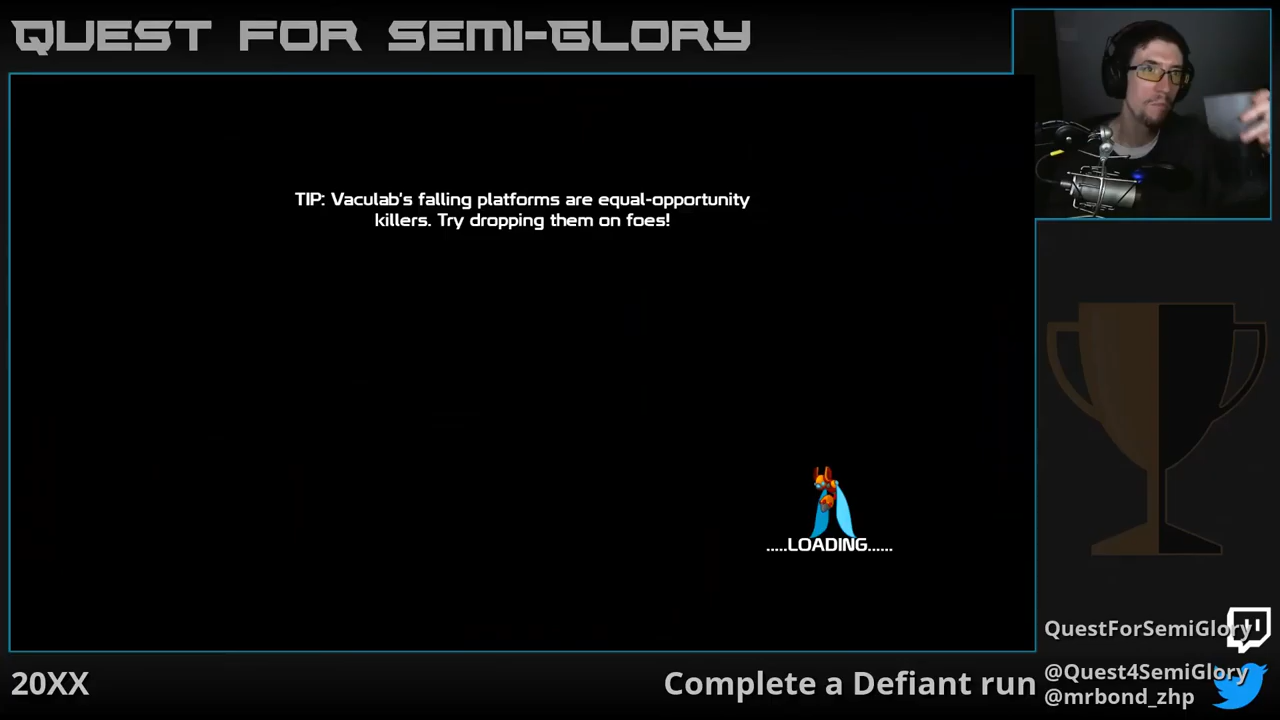 QUEST FOR SEMI-GLORY
TIP: Vaculab's falling platforms are equal-opportunity
killers. Try dropping them on foes!
.....LOADING......
QuestForSemiGlory
@Quest4SemiGlory
@mrbond_zhp
20XX
Complete a Defiant run